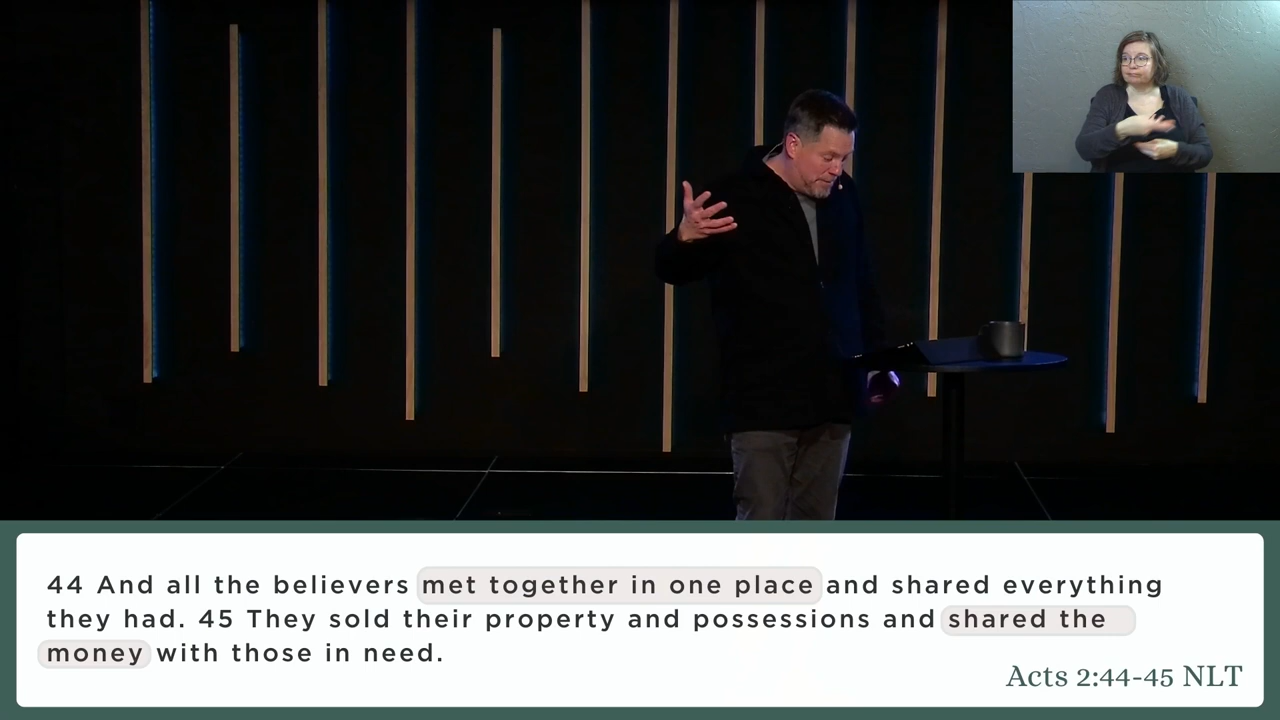 44 And all the believers met together in one place and shared everything
they had. 45 They sold their property and possessions and shared the
money with those in need.
Acts 2:44-45 NLT